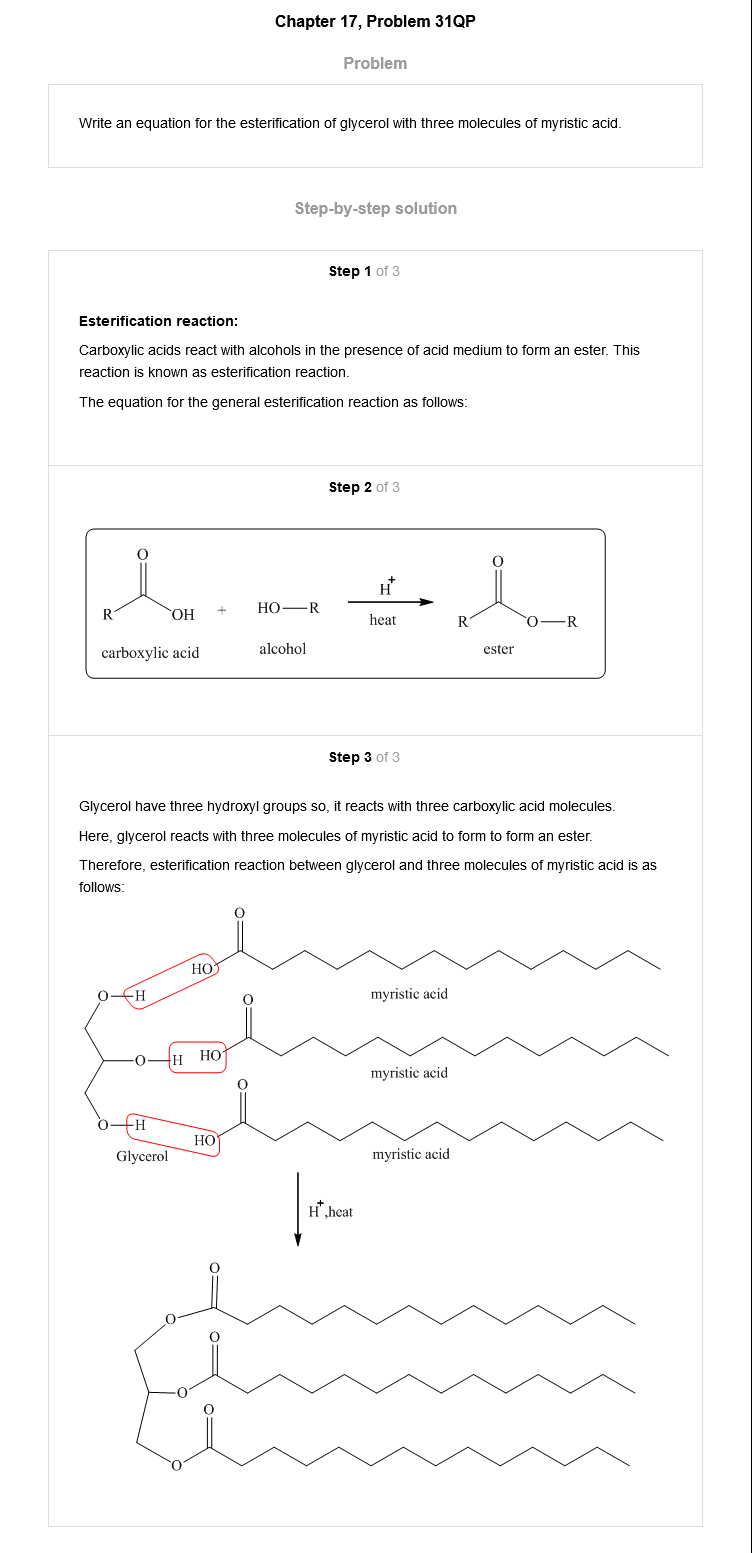 Chapter 17, Problem 31QP
Problem
Write an equation for the esterification of glycerol with three molecules of myristic acid.
Step-by-step solution
Step 1 of 3
Esterification reaction:
Carboxylic acids react with alcohols in the presence of acid medium to form an ester. This
reaction is known as esterification reaction.
The equation for the general esterification reaction as follows:
Step 2 of 3
O
R OH + HO—R H+ heat
O
R O—R
carboxylic acid alcohol ester
Step 3 of 3
Glycerol have three hydroxyl groups so, it reacts with three carboxylic acid molecules.
Here, glycerol reacts with three molecules of myristic acid to form to form an ester.
Therefore, esterification reaction between glycerol and three molecules of myristic acid is as
follows:
O
HO
O—H
myristic acid
O
O—H HO
myristic acid
O
O—H
HO
Glycerol myristic acid
H+,heat
O
O
O
O
O
O